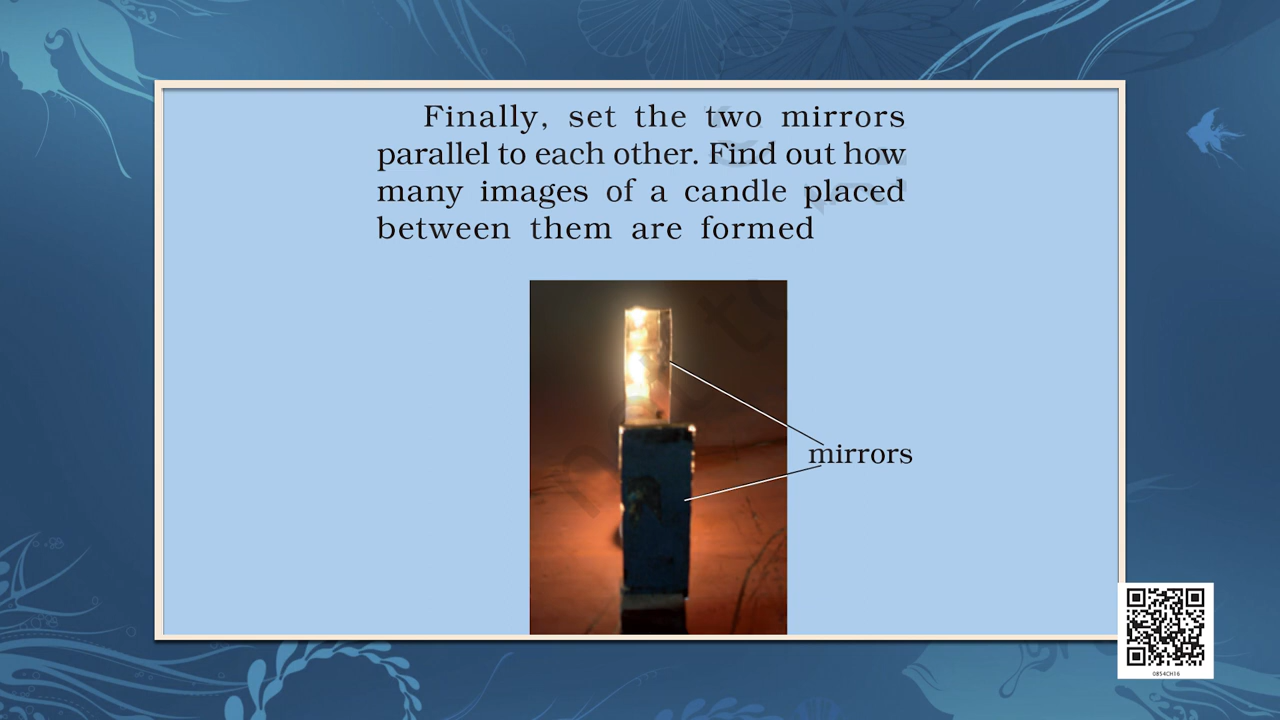 Finally, set the two mirrors
parallel to each other. Find out how
many images of a candle placed
between them are formed
mirrors
0854CH16